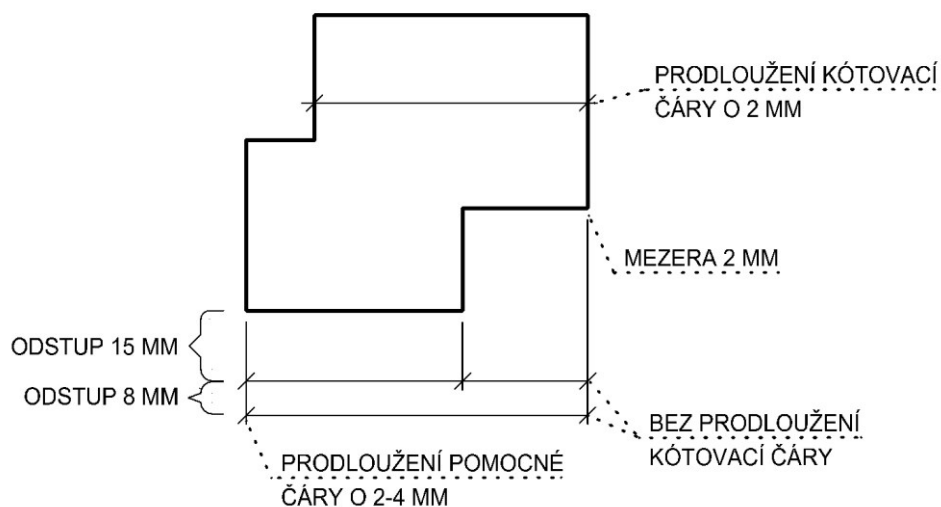 PRODLOUŽENÍ KÓTOVACÍ
ČÁRY O 2 MM
MEZERA 2 MM
ODSTUP 15 MM
ODSTUP 8 MM
BEZ PRODLOUŽENÍ
KÓTOVACÍ ČÁRY
PRODLOUŽENÍ POMOCNÉ
ČÁRY O 2-4 MM